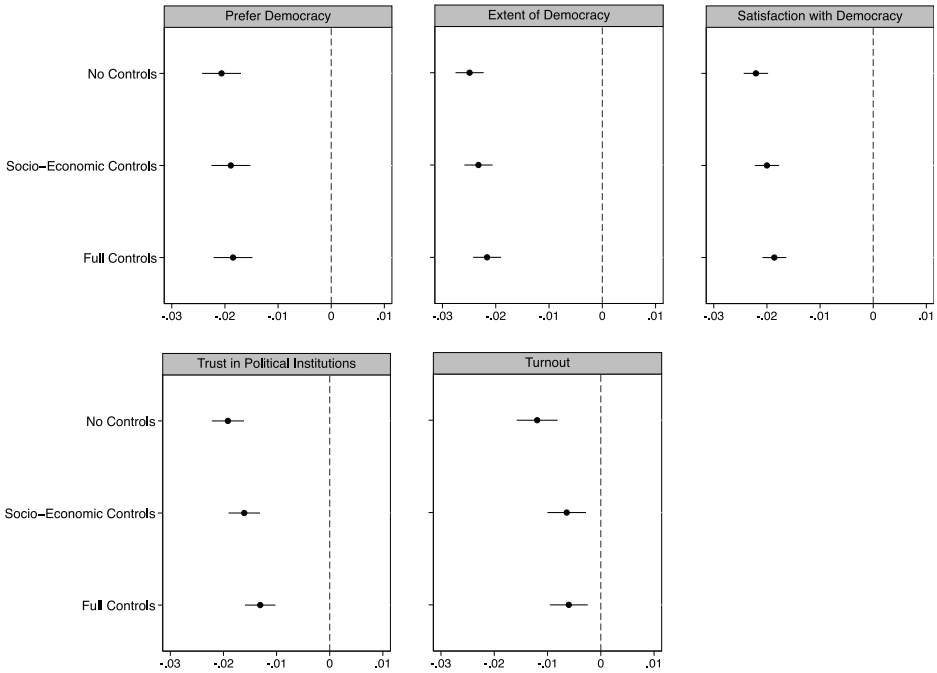 Prefer Democracy
Extent of Democracy
Satisfaction with Democracy
No Controls
Socio-Economic Controls
Full Controls
-.03 -.02 -.01 0 .01
-.03 -.02 -.01 0 .01
-.03 -.02 -.01 0 .01
Trust in Political Institutions
Turnout
No Controls
Socio-Economic Controls
Full Controls
-.03 -.02 -.01 0 .01
-.03 -.02 -.01 0 .01